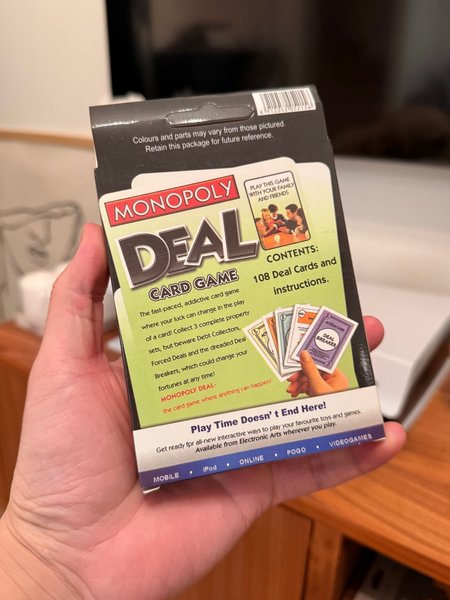 Colours and parts may vary from those pictured.
Retain this package for future reference.
MONOPOLY
DEAL
CARD GAME
PLAY THIS GAME
WITH YOUR FAMILY
AND FRIENDS
CONTENTS:
108 Deal Cards and
instructions.
The fast-paced, addictive card game
where your luck can change in the play
of a card! Collect 3 complete property
sets, but beware Debt Collectors,
Forced Deals and the dreaded Deal
Breakers, which could change your
fortunes at any time!
MONOPOLY DEAL-
the card game where anything can happen!
DEAL
BREAKER
Play Time Doesn' t End Here!
Get ready for all-new interactive ways to play your favourite toys and games.
Available from Electronic Arts wherever you play.
MOBILE • iPod • ONLINE • POGO • VIDEOGAMES